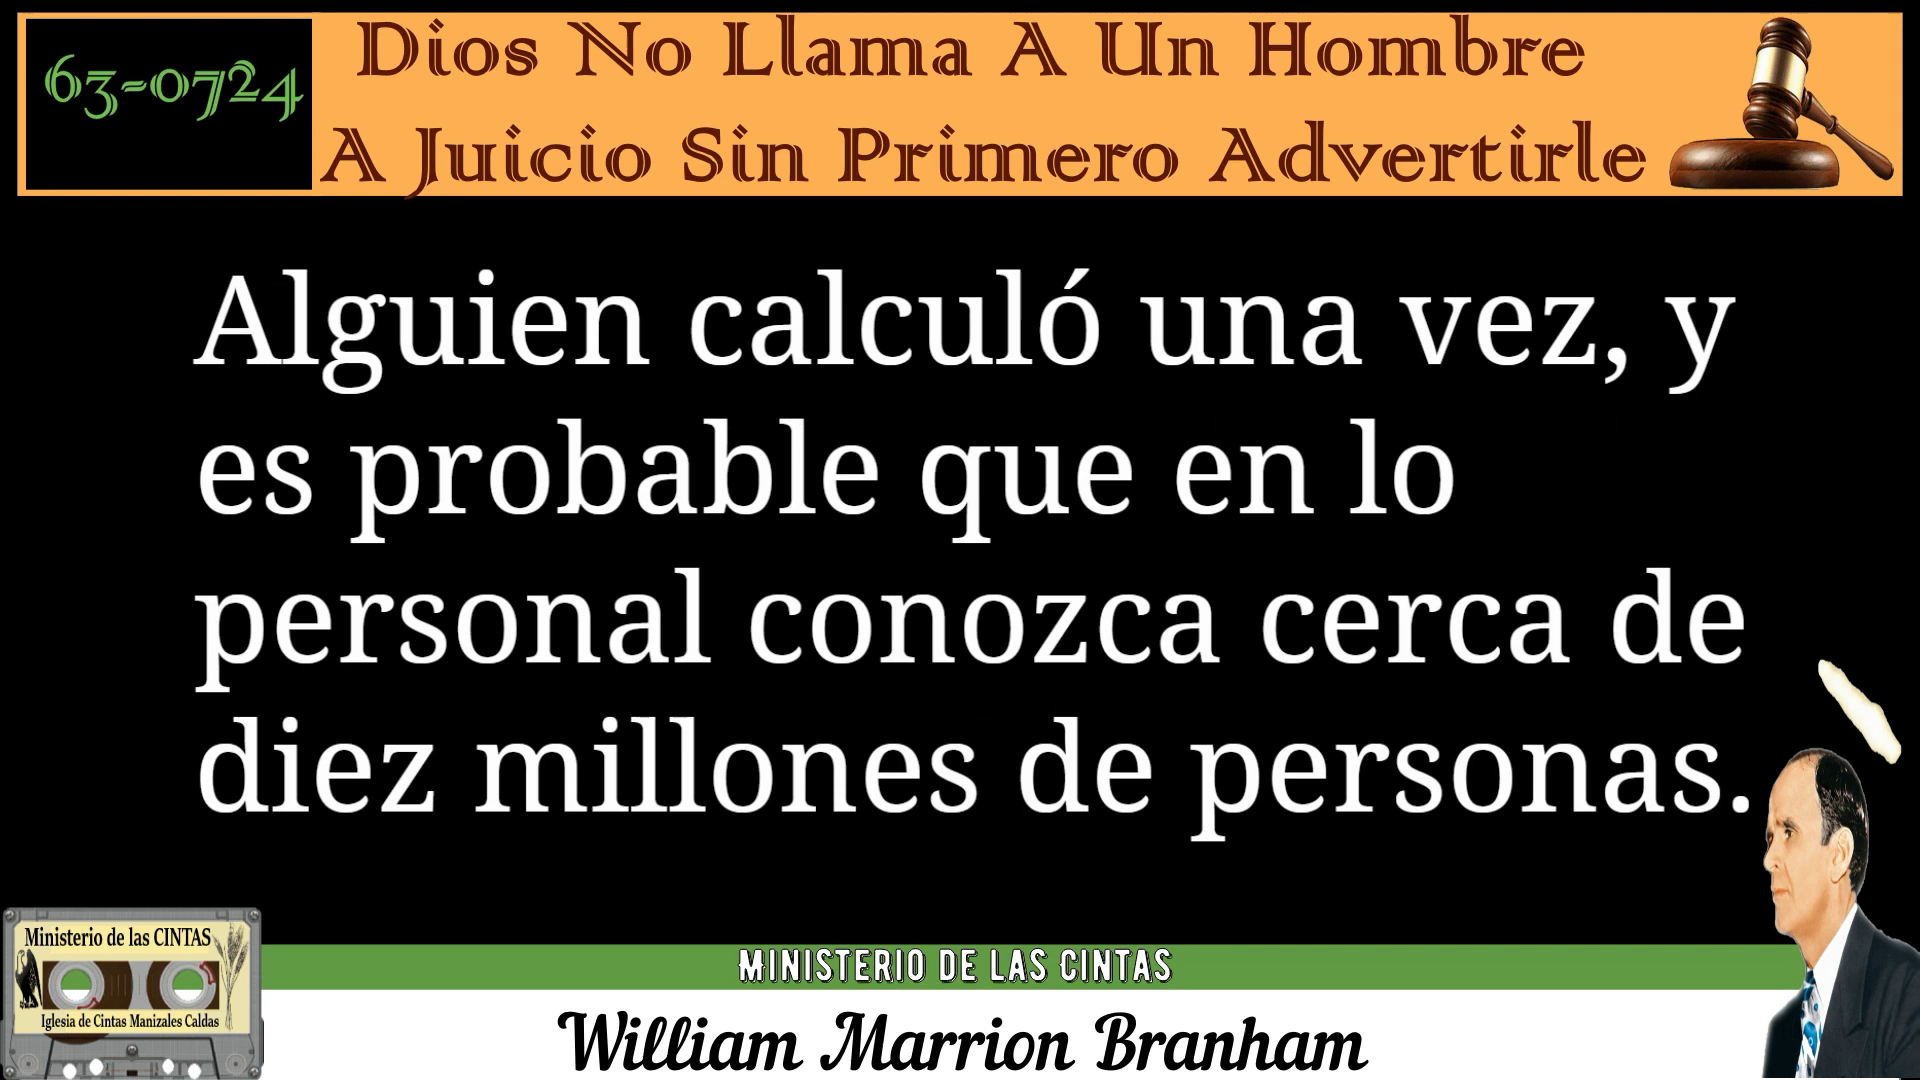 63-0724
Dios No Llama A Un Hombre
A Juicio Sin Primero Advertirle
Alguien calculó una vez, y
es probable que en lo
personal conozca cerca de
diez millones de personas.
Ministerio de las CINTAS
Iglesia de Cintas Manizales Caldas
MINISTERIO DE LAS CINTAS
William Marrion Branham